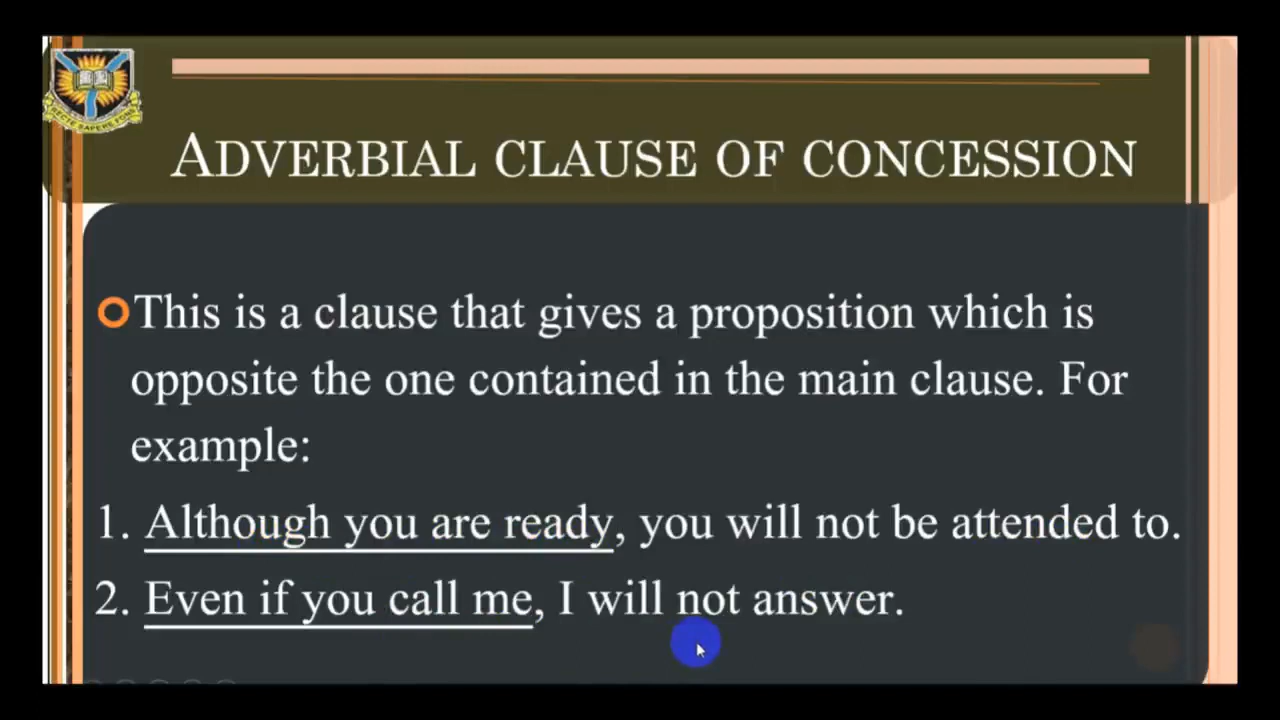 ADVERBIAL CLAUSE OF CONCESSION
This is a clause that gives a proposition which is
opposite the one contained in the main clause. For
example:
1. Although you are ready, you will not be attended to.
2. Even if you call me, I will not answer.